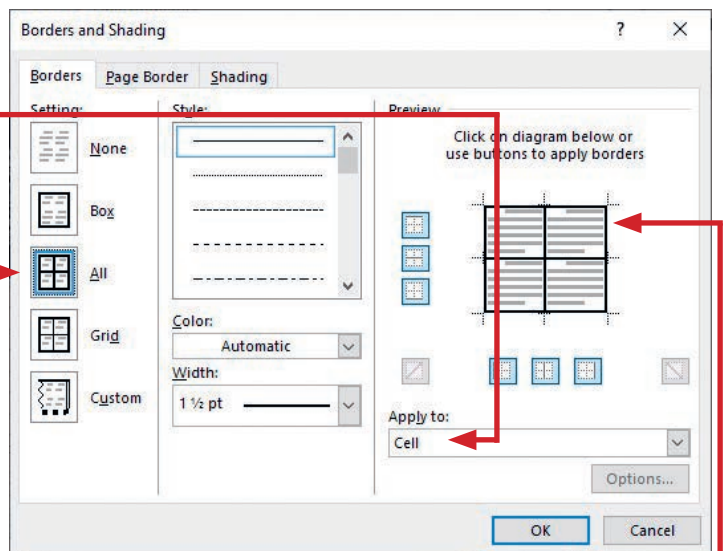 Borders and Shading ? ×
Borders Page Border Shading
Setting:
None
Box
All
Grid
Custom
Style:
Color:
Automatic
Width:
1 ½ pt
Preview
Click on diagram below or
use buttons to apply borders
Apply to:
Cell
Options...
OK Cancel